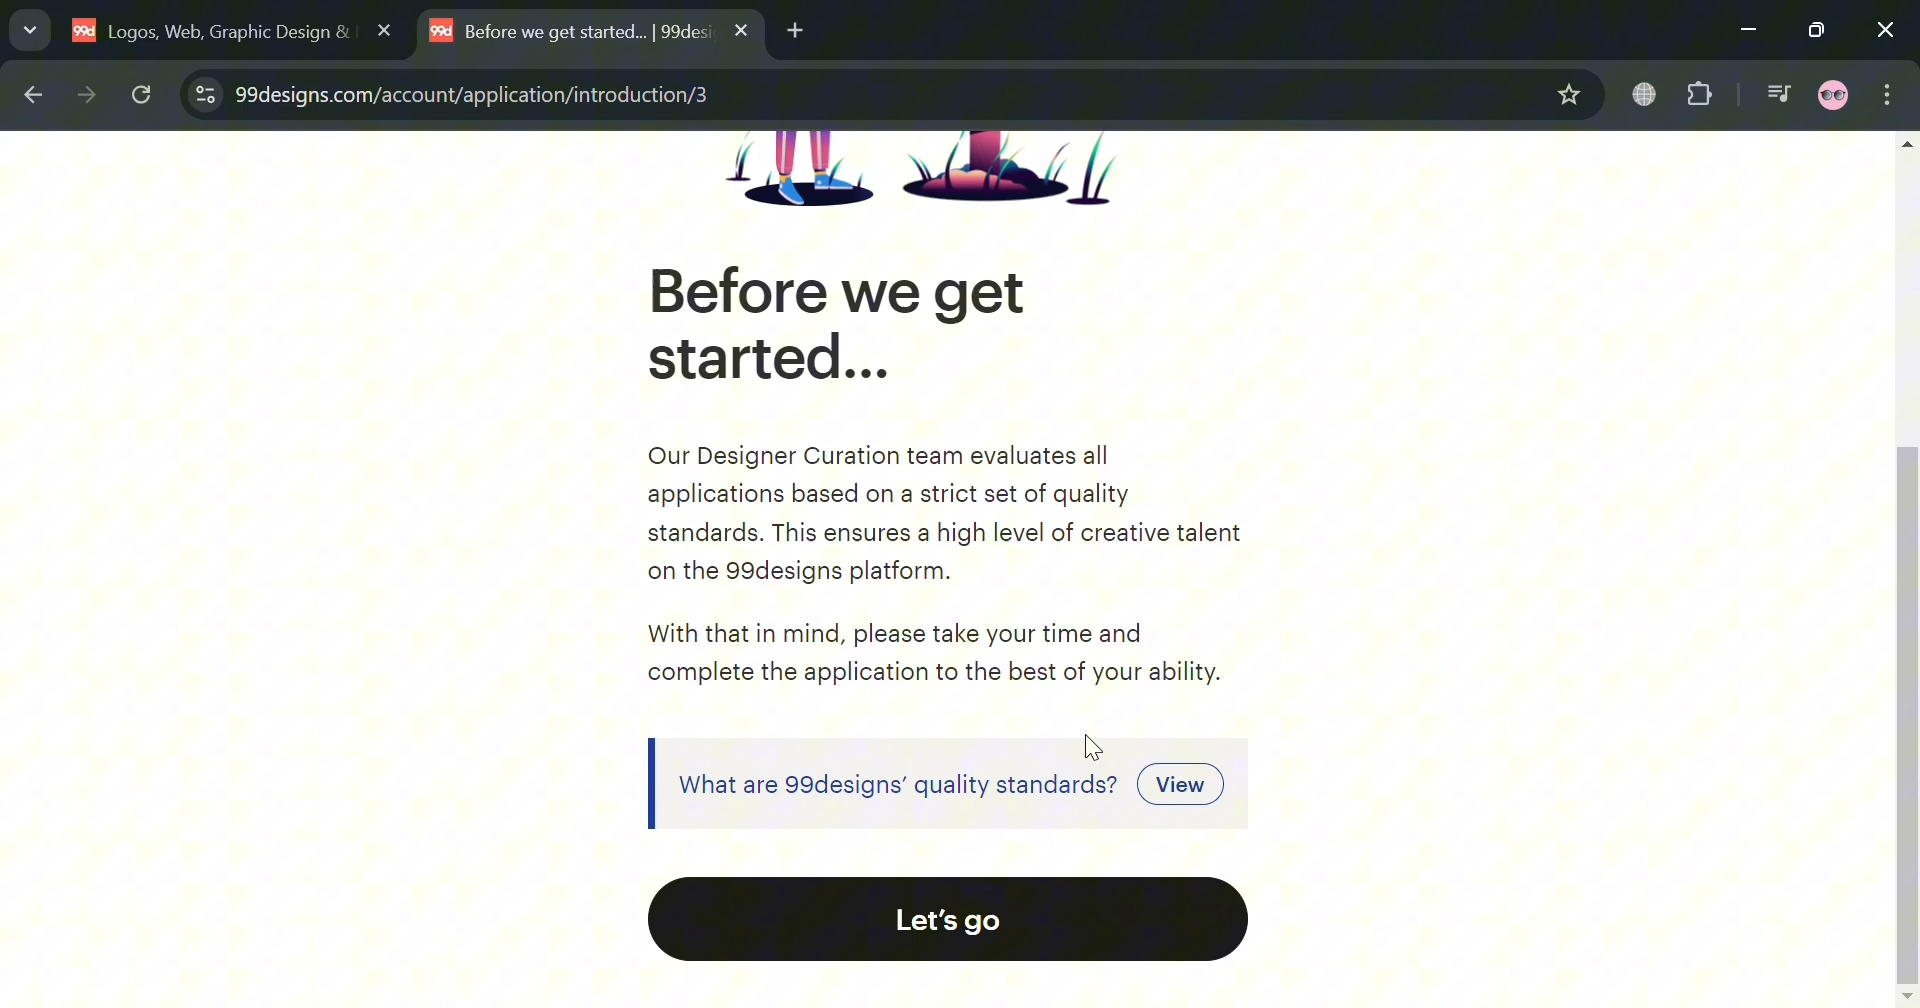 99d Logos, Web, Graphic Design &
99d Before we get started... | 99desi
99designs.com/account/application/introduction/3
Before we get
started...
Our Designer Curation team evaluates all
applications based on a strict set of quality
standards. This ensures a high level of creative talent
on the 99designs platform.
With that in mind, please take your time and
complete the application to the best of your ability.
What are 99designs’ quality standards? View
Let’s go